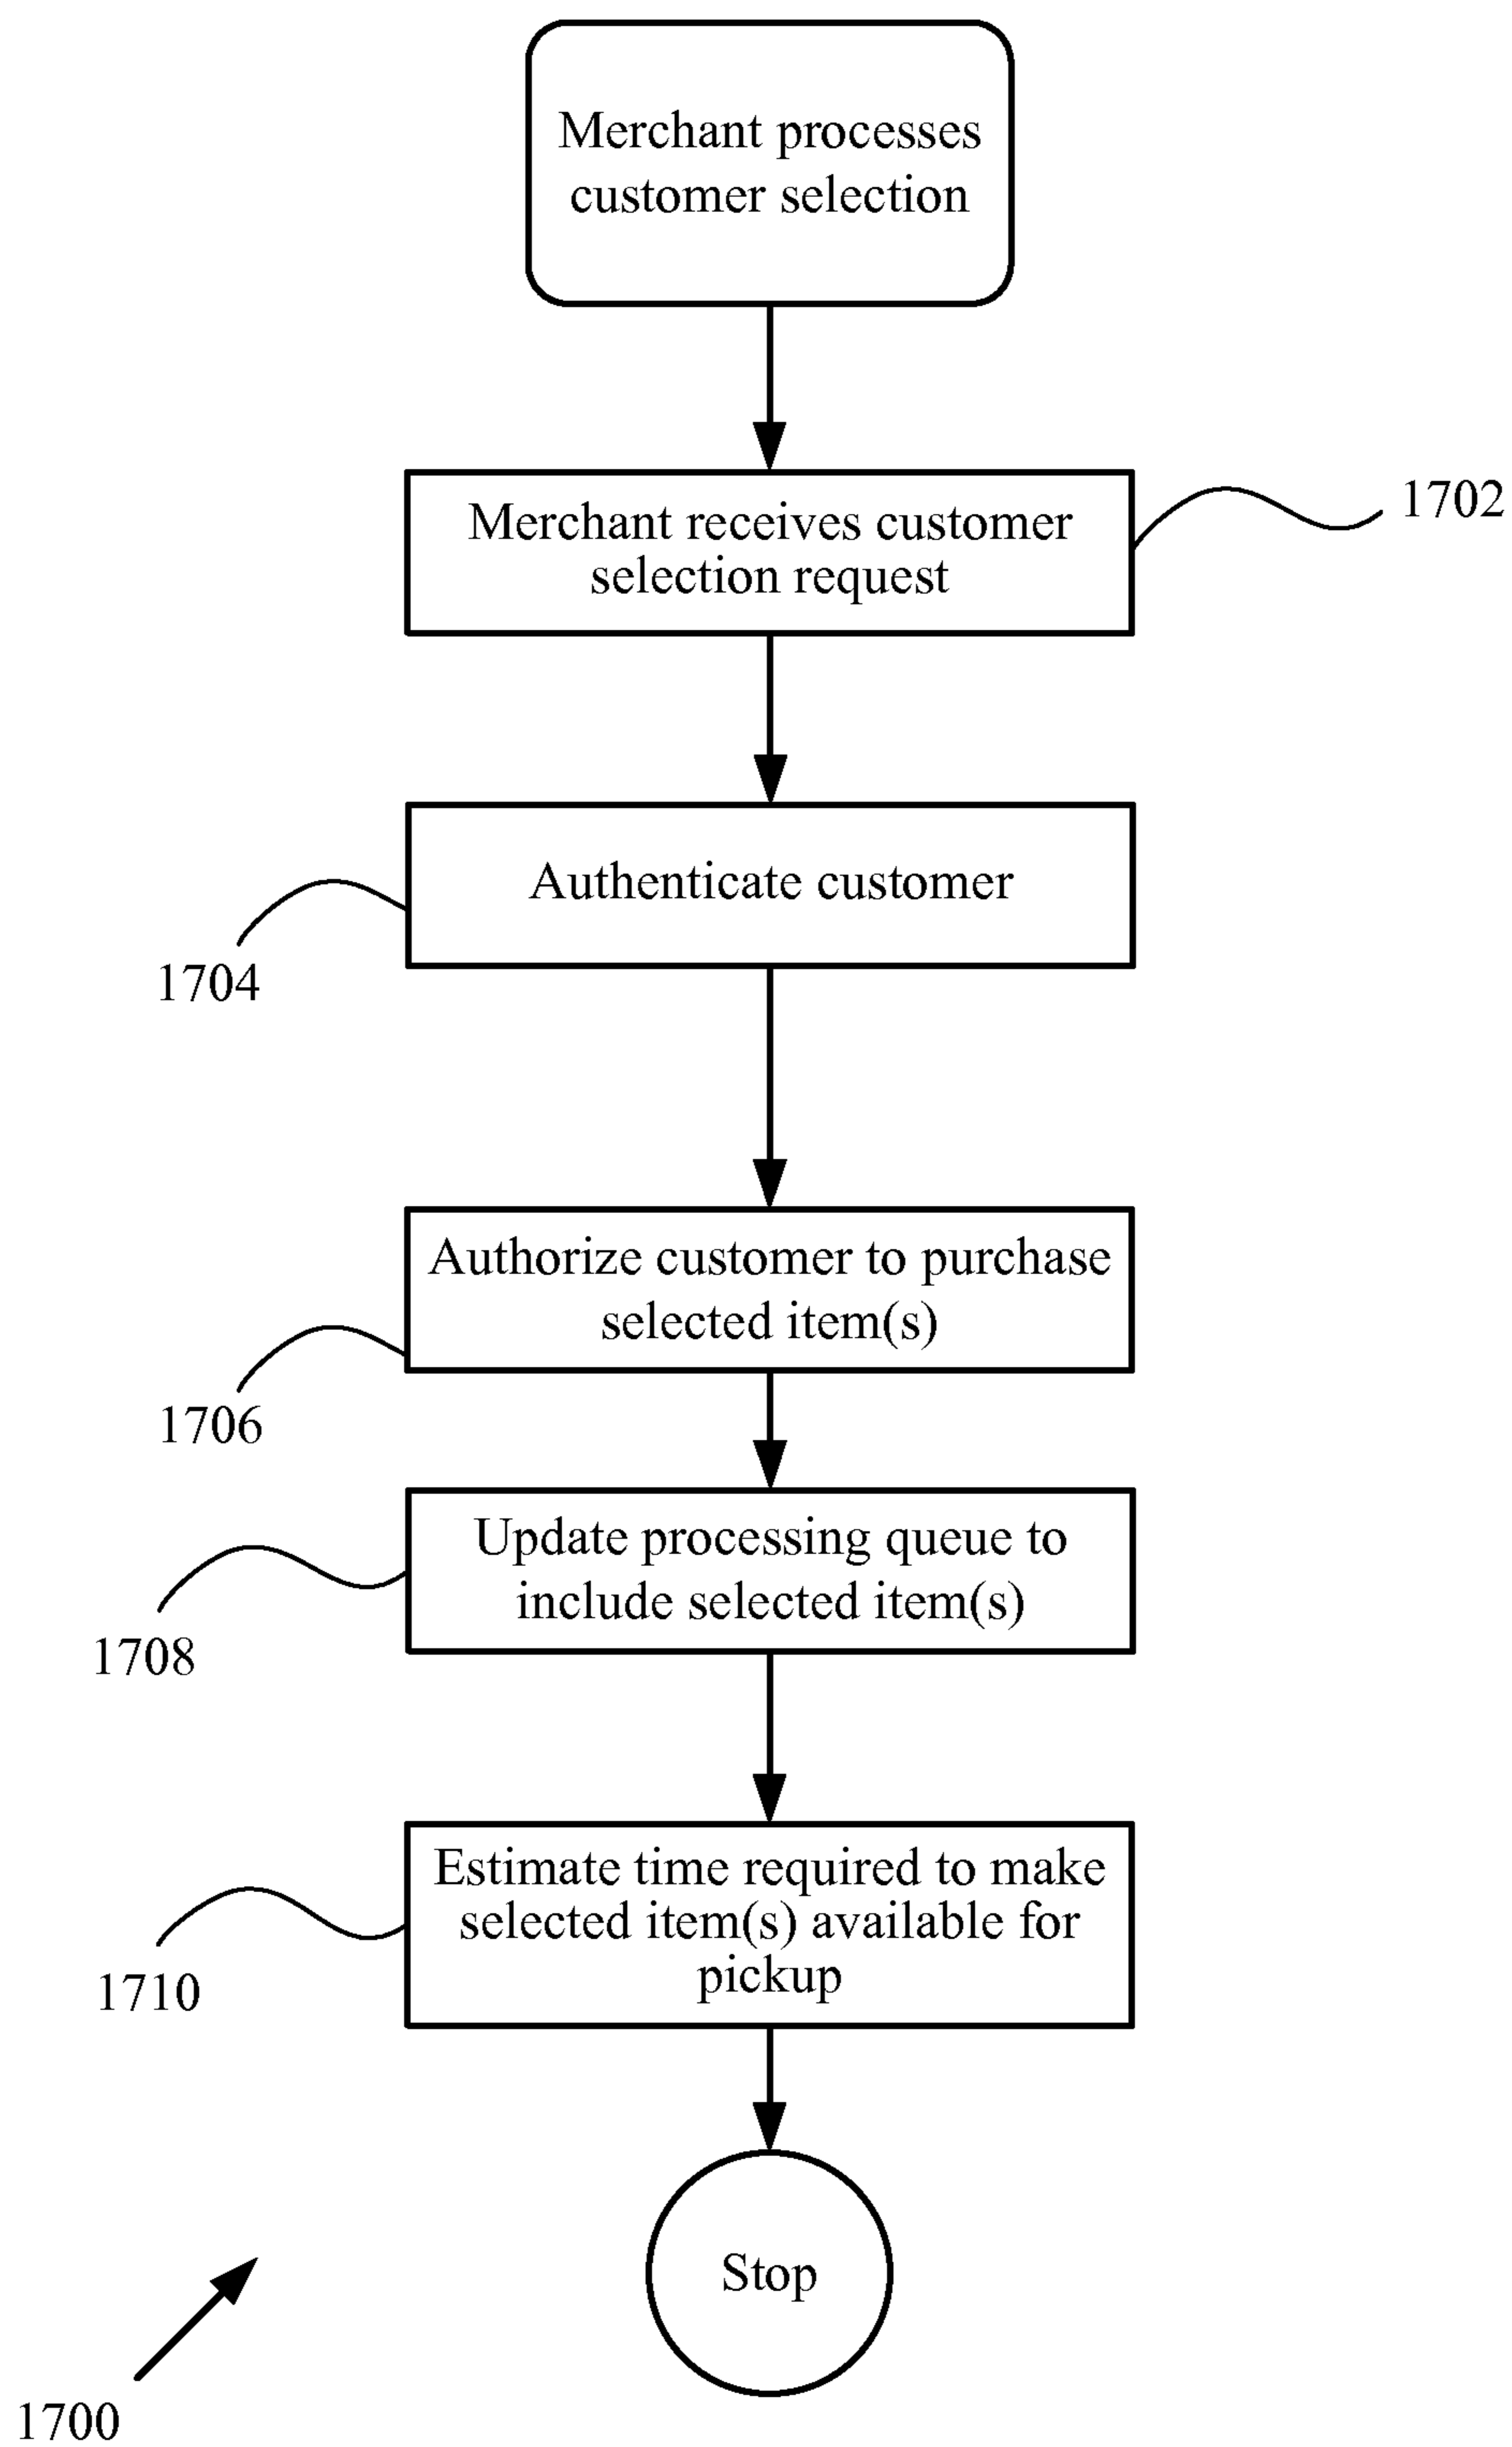 Merchant processes
customer selection
Merchant receives customer
selection request
1702
Authenticate customer
1704
Authorize customer to purchase
selected item(s)
1706
Update processing queue to
include selected item(s)
1708
Estimate time required to make
selected item(s) available for
pickup
1710
Stop
1700